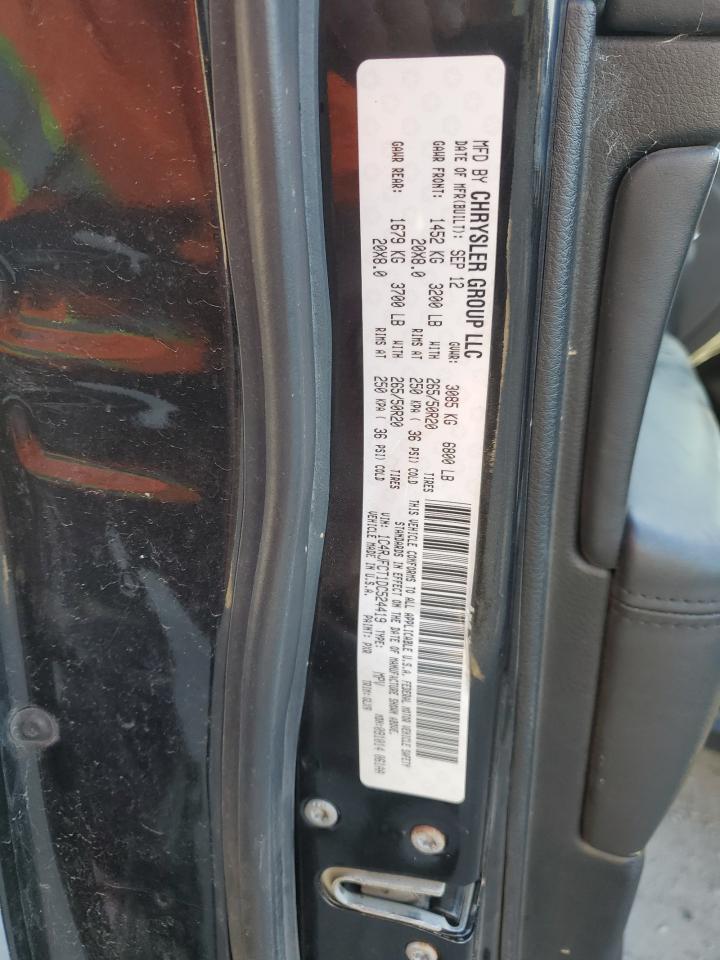 MFD BY CHRYSLER GROUP LLC
DATE OF MFR(BUILT): SEP 12 GVWR: 3085 KG 6800 LB
GAWR FRONT: 1452 KG 3200 LB WITH 265/50R20 TIRES
20X8.0 RIMS AT 250 KPA ( 36 PSI) COLD
GAWR REAR: 1679 KG 3700 LB WITH 265/50R20 TIRES
20X8.0 RIMS AT 250 KPA ( 36 PSI) COLD
THIS VEHICLE CONFORMS TO ALL APPLICABLE U.S.A. FEDERAL MOTOR VEHICLE SAFETY
STANDARDS IN EFFECT ON THE DATE OF MANUFACTURE SHOWN ABOVE.
VIN: 1C4RJFCT1DC524419 TYPE: MPV
VEHICLE MADE IN U.S.A. PAINT: PXR